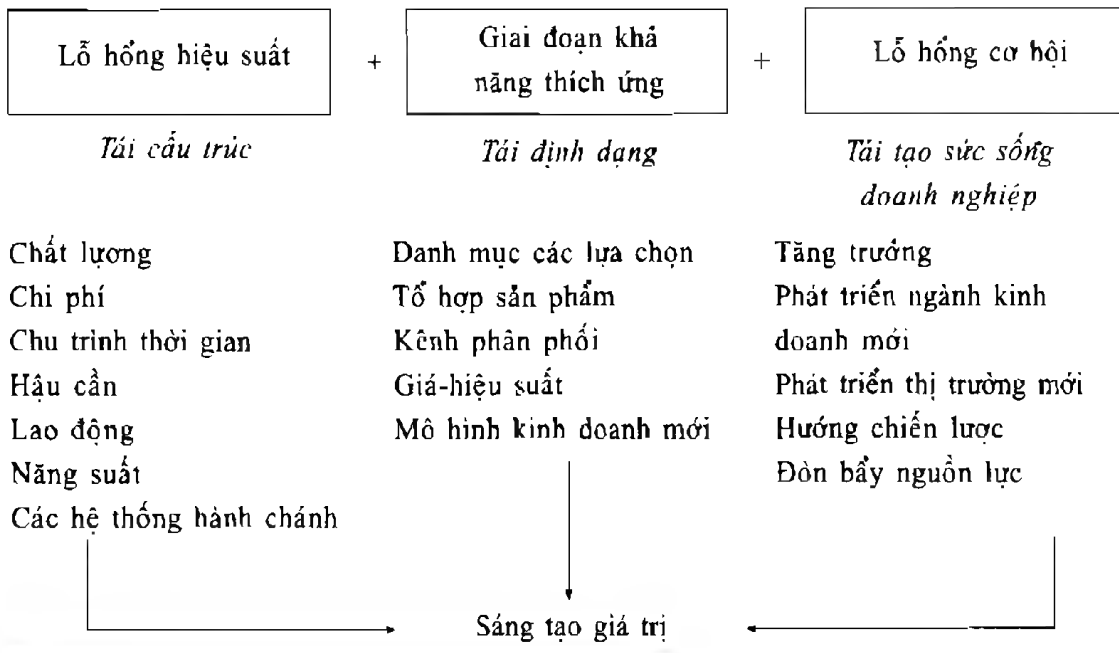 Lỗ hổng hiệu suất
+
Giai đoạn khả
năng thích ứng
+
Lỗ hổng cơ hội
Tái cấu trúc
Tái định dạng
Tái tạo sức sống
doanh nghiệp
Chất lượng
Chi phí
Chu trình thời gian
Hậu cần
Lao động
Năng suất
Các hệ thống hành chánh
Danh mục các lựa chọn
Tổ hợp sản phẩm
Kênh phân phối
Giá-hiệu suất
Mô hình kinh doanh mới
Tăng trưởng
Phát triển ngành kinh
doanh mới
Phát triển thị trường mới
Hướng chiến lược
Đòn bẩy nguồn lực
Sáng tạo giá trị